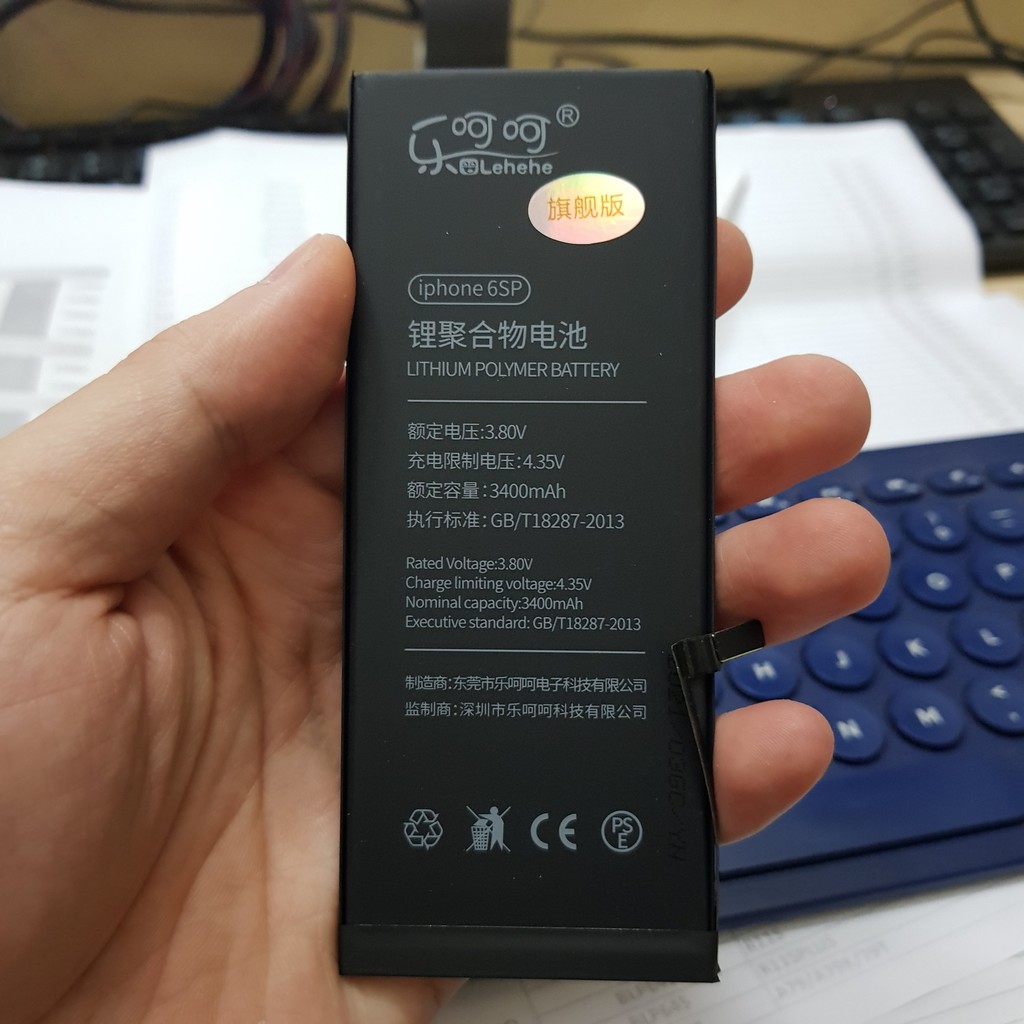 乐呵呵®
Lehehe
旗舰版
iphone 6SP
锂聚合物电池
LITHIUM POLYMER BATTERY
额定电压:3.80V
充电限制电压:4.35V
额定容量:3400mAh
执行标准:GB/T18287-2013
Rated Voltage:3.80V
Charge limiting voltage:4.35V
Nominal capacity:3400mAh
Executive standard: GB/T18287-2013
制造商:东莞市乐呵呵电子科技有限公司
监制商:深圳市乐呵呵科技有限公司
CE
PSE
H
J
K
L
N
M
O
P